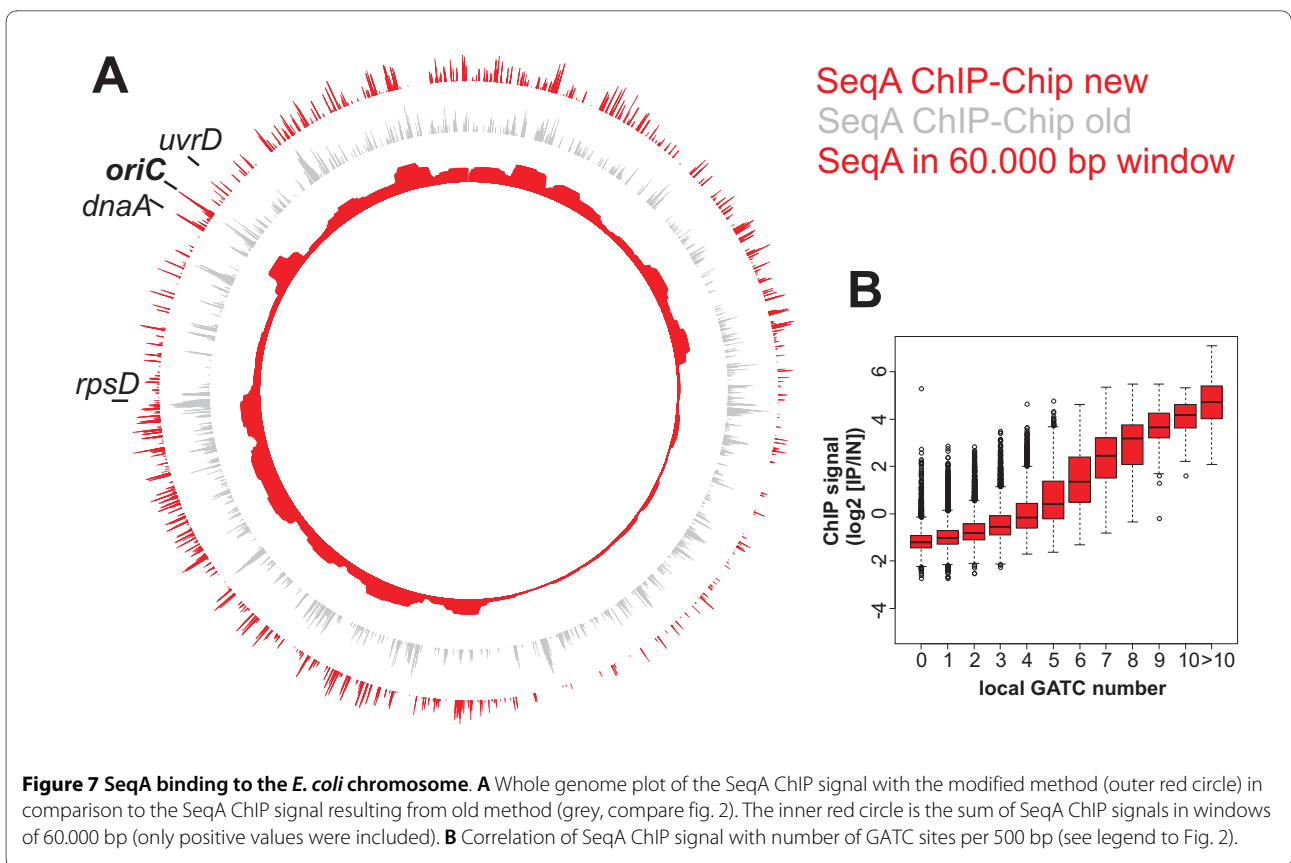 A
uvrD
oriC
dnaA
rpsD
SeqA ChIP-Chip new
SeqA ChIP-Chip old
SeqA in 60.000 bp window
B
ChIP signal
(log2 [IP/IN])
6
4
2
0
-2
-4
0 1 2 3 4 5 6 7 8 9 10 >10
local GATC number
Figure 7 SeqA binding to the E. coli chromosome. A Whole genome plot of the SeqA ChIP signal with the modified method (outer red circle) in
comparison to the SeqA ChIP signal resulting from old method (grey, compare fig. 2). The inner red circle is the sum of SeqA ChIP signals in windows
of 60.000 bp (only positive values were included). B Correlation of SeqA ChIP signal with number of GATC sites per 500 bp (see legend to Fig. 2).